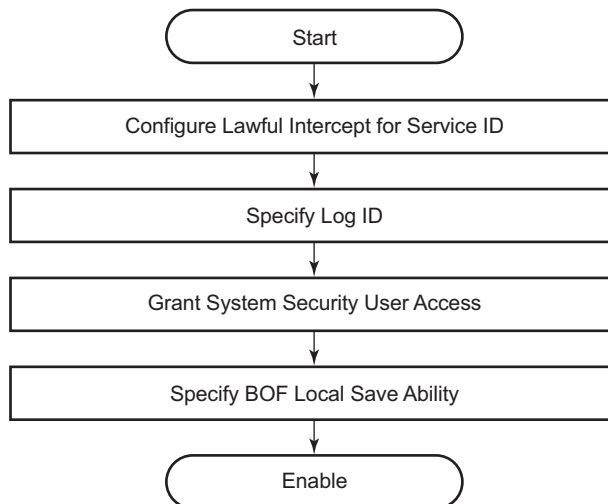 Start
Configure Lawful Intercept for Service ID
Specify Log ID
Grant System Security User Access
Specify BOF Local Save Ability
Enable